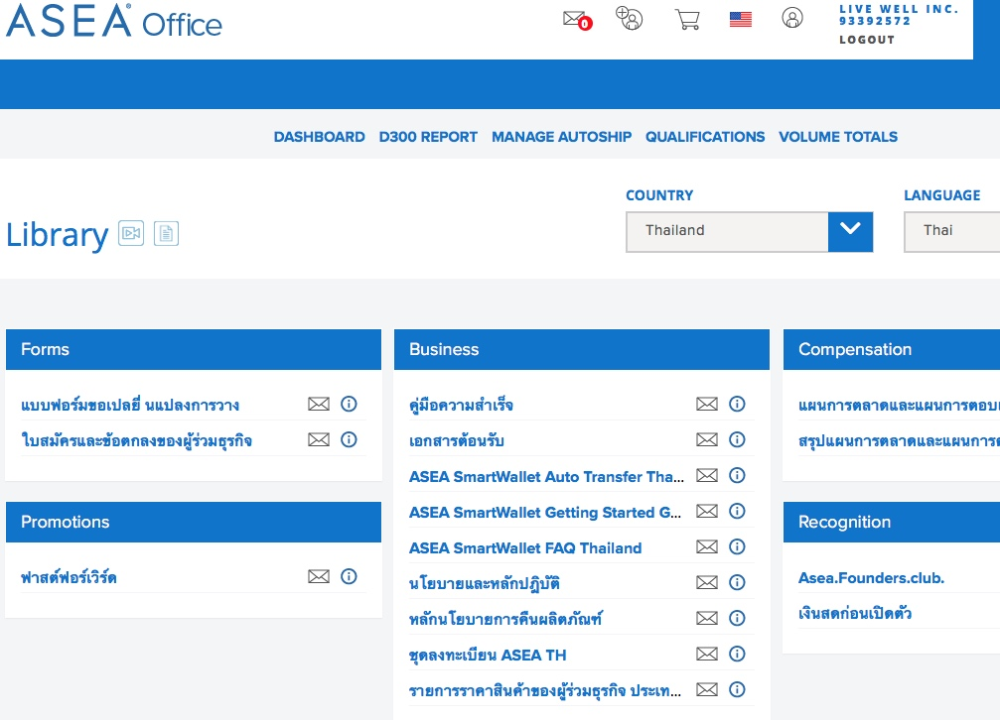 ASEA® Office
0
LIVE WELL INC.
93392572
LOGOUT
DASHBOARD D300 REPORT MANAGE AUTOSHIP QUALIFICATIONS VOLUME TOTALS
Library
COUNTRY
Thailand
LANGUAGE
Thai
Forms
แบบฟอร์มขอเปลยี่ นแปลงการวาง
ใบสมัครและข้อตกลงของผู้ร่วมธุรกิจ
Promotions
ฟาสต์ฟอร์เวิร์ด
Business
คู่มือความสำเร็จ
เอกสารต้อนรับ
ASEA SmartWallet Auto Transfer Tha...
ASEA SmartWallet Getting Started G...
ASEA SmartWallet FAQ Thailand
นโยบายและหลักปฏิบัติ
หลักนโยบายการคืนผลิตภัณฑ์
ชุดลงทะเบียน ASEA TH
รายการราคาสินค้าของผู้ร่วมธุรกิจ ประเท...
Compensation
แผนการตลาดและแผนการตอบแ
สรุปแผนการตลาดและแผนการต
Recognition
Asea.Founders.club.
เงินสดก่อนเปิดตัว